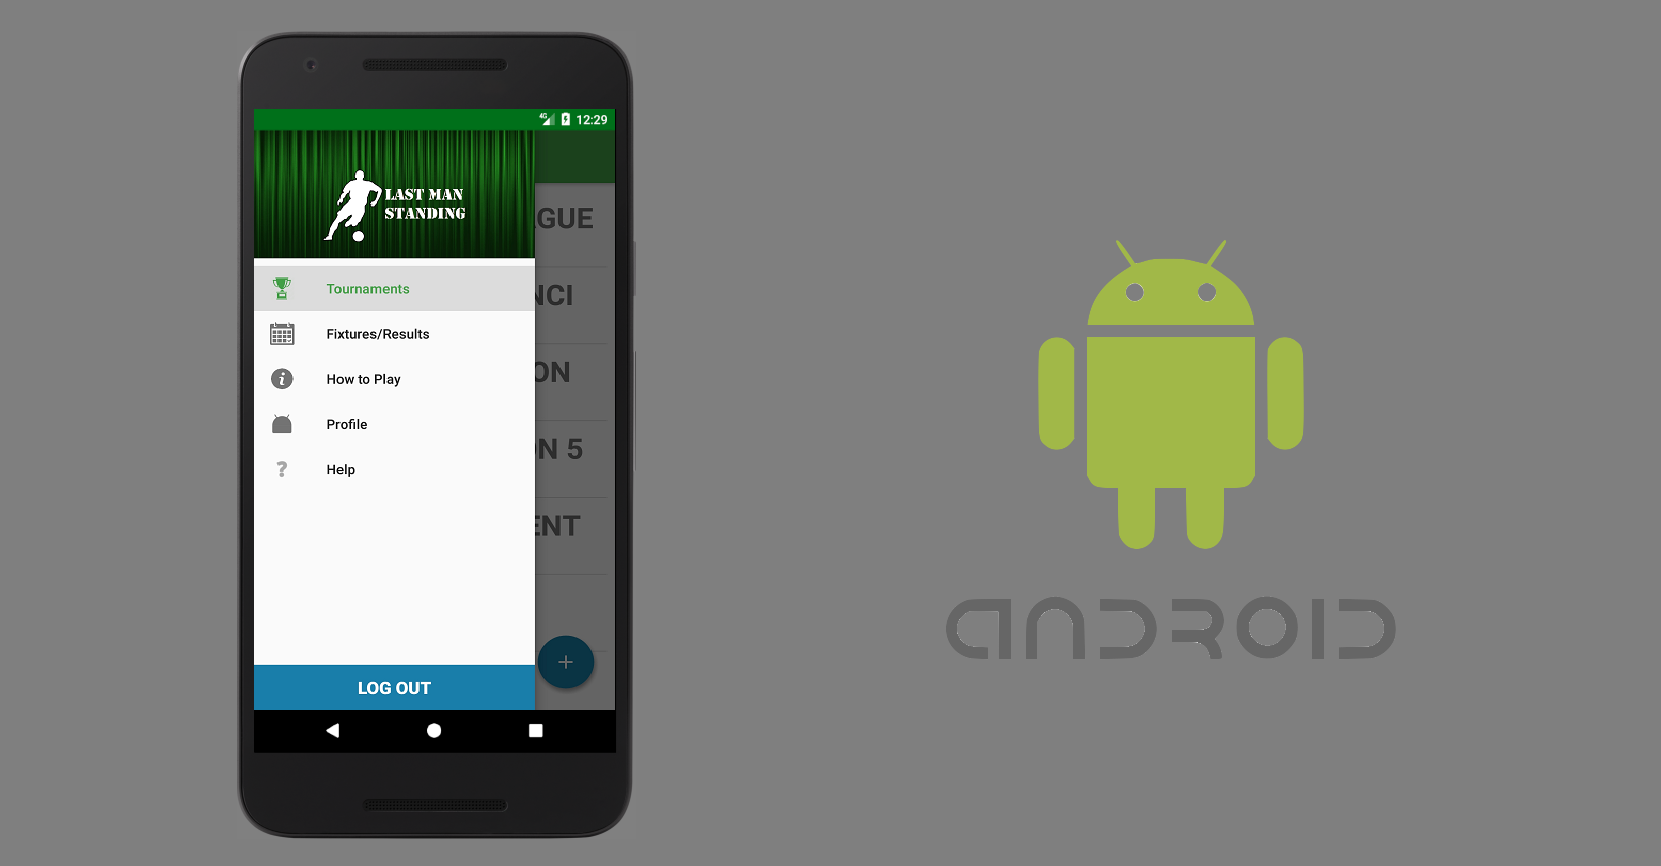 4G 12:29
LAST MAN
STANDING
GUE
Tournaments
NCI
Fixtures/Results
ON
How to Play
Profile
N 5
Help
ENT
+
LOG OUT
ANDROID